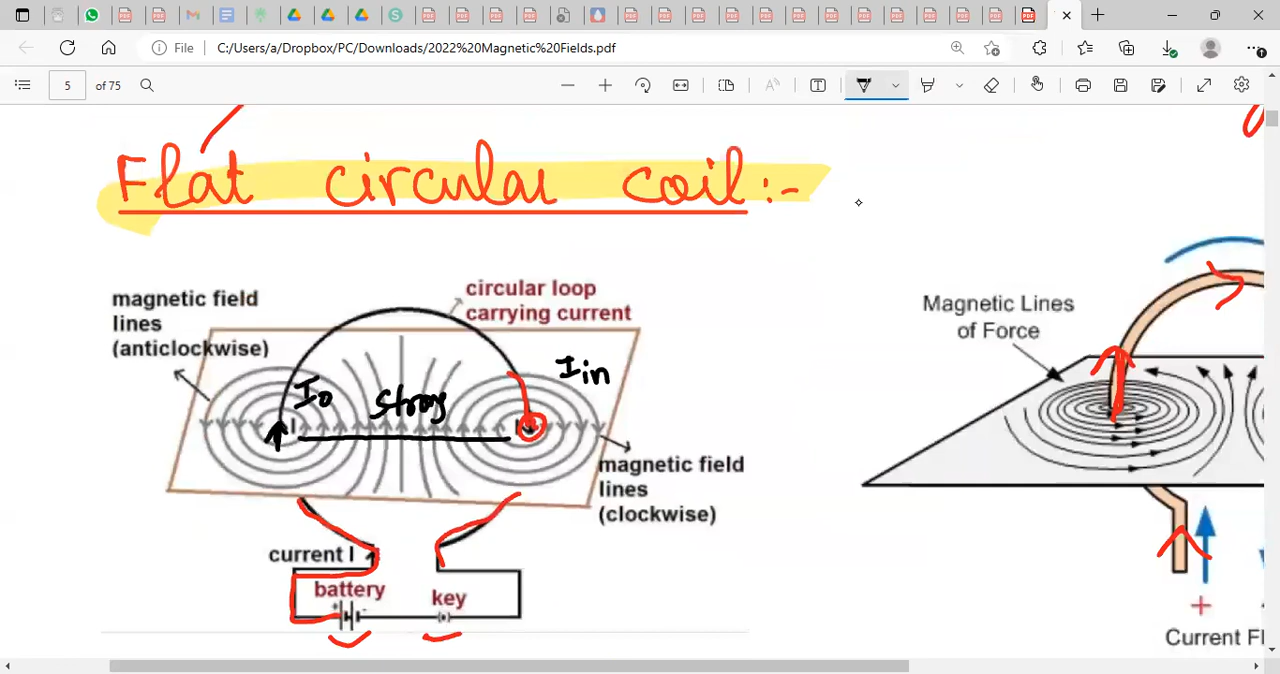 File
C:/Users/a/Dropbox/PC/Downloads/2022%20Magnetic%20Fields.pdf
5 of 75
Flat circular coil:-
magnetic field
lines
(anticlockwise)
circular loop
carrying current
Io
strong
Iin
magnetic field
lines
(clockwise)
current I
battery
+ -
key
Magnetic Lines
of Force
+
Current Fl